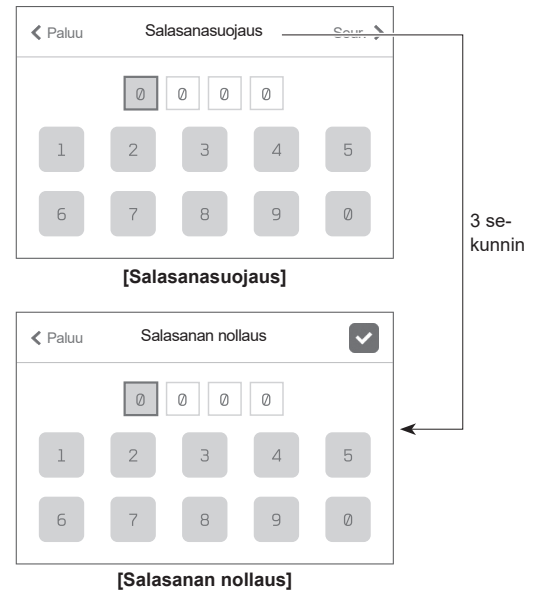 Paluu Salasanasuojaus Seur.
0 0 0 0
1 2 3 4 5
6 7 8 9 0
3 se-
kunnin
[Salasanasuojaus]
Paluu Salasanan nollaus
0 0 0 0
1 2 3 4 5
6 7 8 9 0
[Salasanan nollaus]